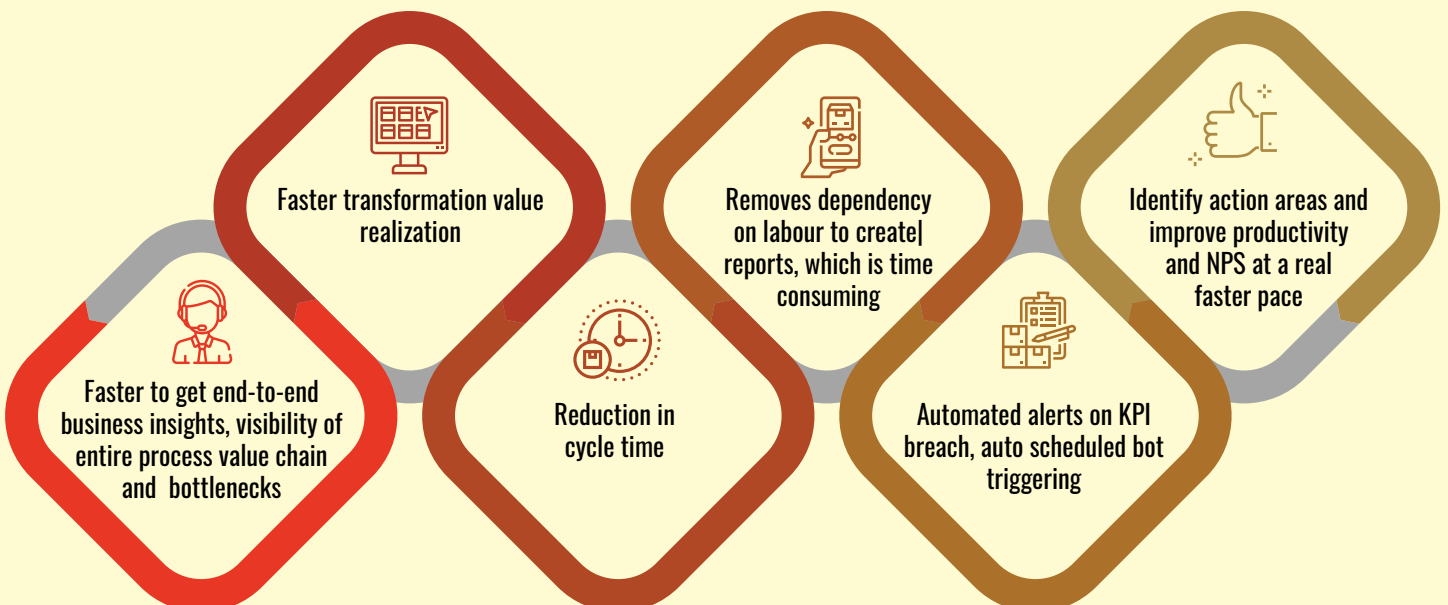 Faster to get end-to-end
business insights, visibility of
entire process value chain
and  bottlenecks
Faster transformation value
realization
Reduction in
cycle time
Removes dependency
on labour to create|
reports, which is time
consuming
Automated alerts on KPI
breach, auto scheduled bot
triggering
Identify action areas and
improve productivity
and NPS at a real
faster pace